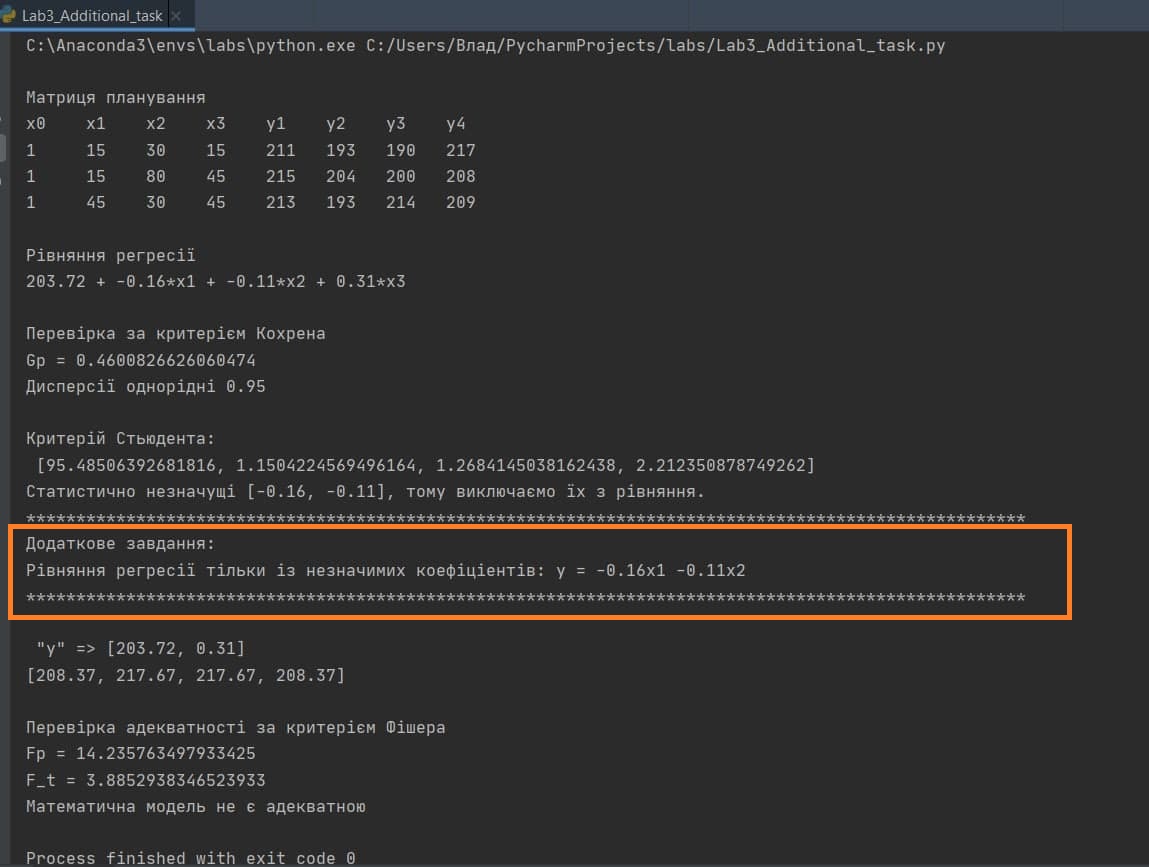 Lab3_Additional_task
C:\Anaconda3\envs\labs\python.exe C:/Users/Влад/PycharmProjects/labs/Lab3_Additional_task.py
Матриця планування
x0 x1 x2 x3 y1 y2 y3 y4
1 15 30 15 211 193 190 217
1 15 80 45 215 204 200 208
1 45 30 45 213 193 214 209
Рівняння регресії
203.72 + -0.16*x1 + -0.11*x2 + 0.31*x3
Перевірка за критерієм Кохрена
Gp = 0.4600826626060474
Дисперсії однорідні 0.95
Критерій Стьюдента:
[95.48506392681816, 1.1504224569496164, 1.2684145038162438, 2.212350878749262]
Статистично незначущі [-0.16, -0.11], тому виключаємо їх з рівняння.
****************************************************************************************************
Додаткове завдання:
Рівняння регресії тільки із незначимих коефіціентів: y = -0.16x1 -0.11x2
****************************************************************************************************
"y" => [203.72, 0.31]
[208.37, 217.67, 217.67, 208.37]
Перевірка адекватності за критерієм Фішера
Fp = 14.235763497933425
F_t = 3.8852938346523933
Математична модель не є адекватною
Process finished with exit code 0